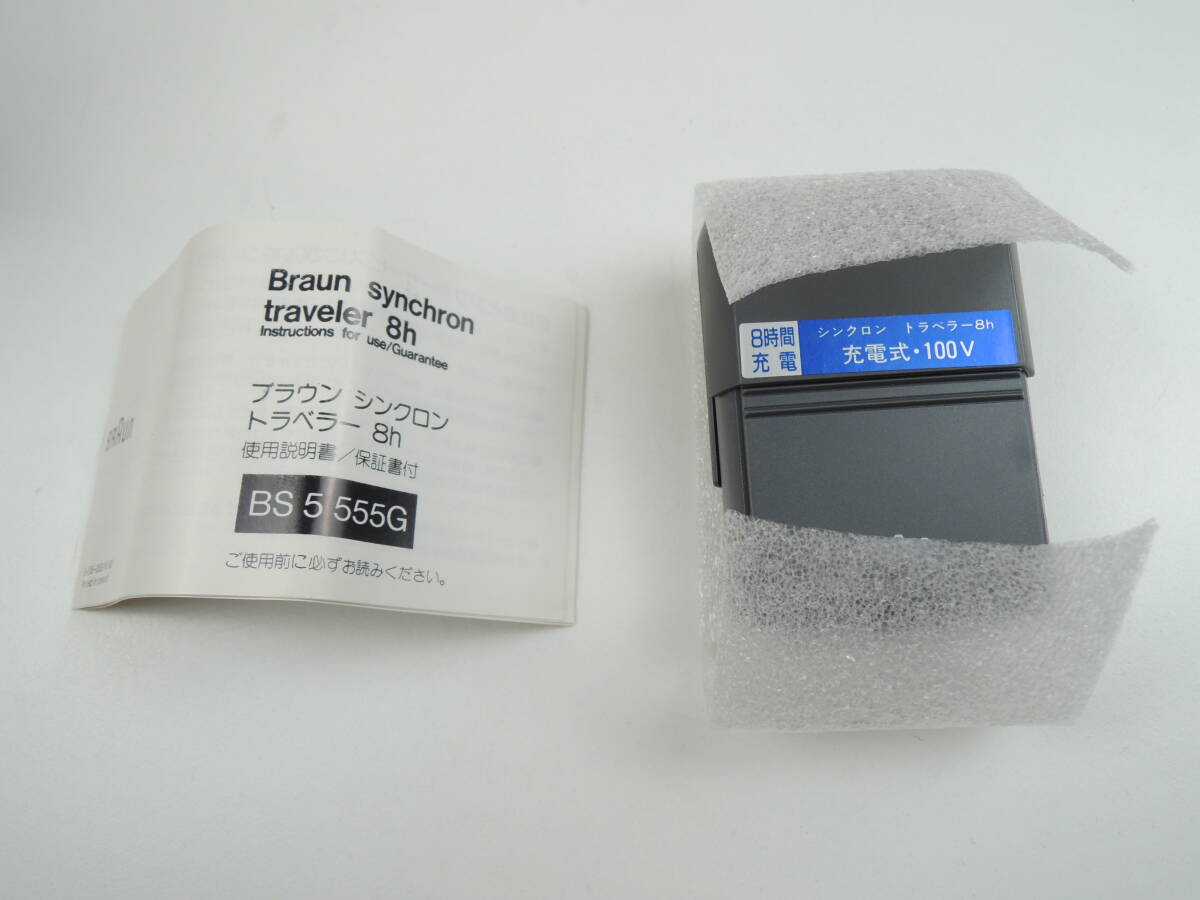 Braun synchron
traveler 8h
Instructions for use/Guarantee
ブラウン シンクロン
トラベラー 8h
使用説明書/保証書付
BS 5 555G
ご使用前に必ずお読みください。
BRAUN
8時間
充電
シンクロン トラベラー8h
充電式・100V